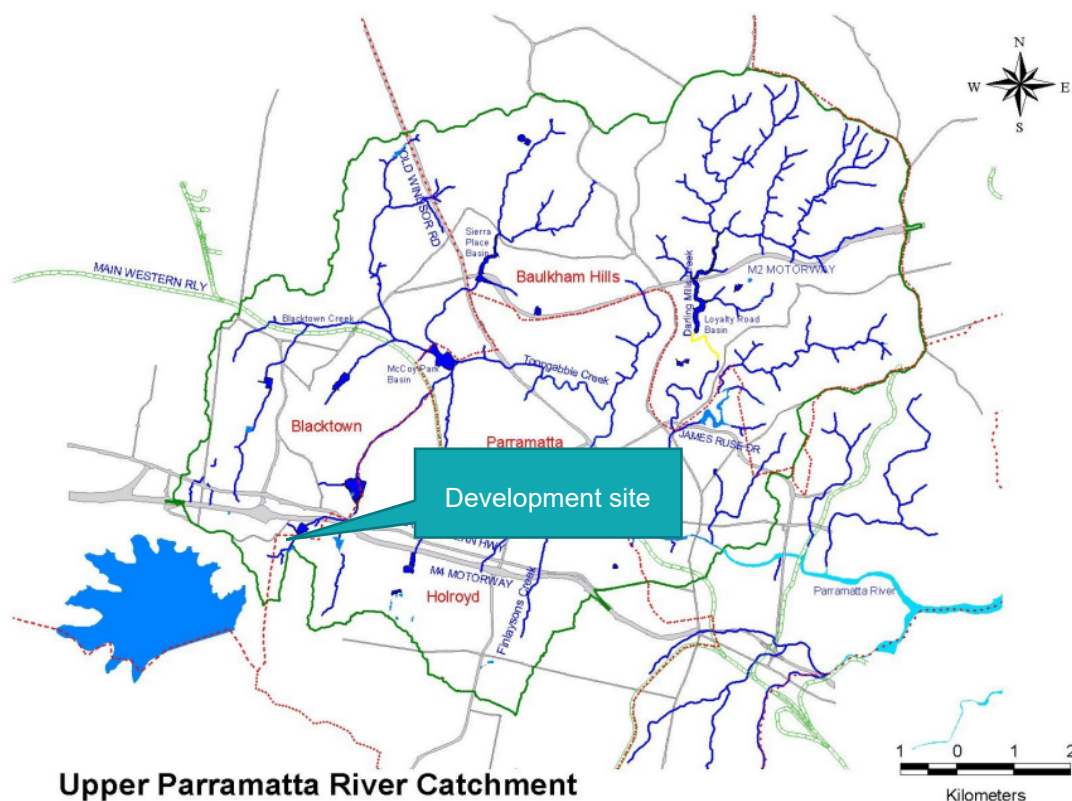 N
W
E
S
OLD WINDSOR RD
Sierra
Place
Basin
Baulkham Hills
M2 MOTORWAY
MAIN WESTERN RLY
Darling Mills Creek
Loyalty Road
Basin
Blacktown Creek
McCoy Park
Basin
Toongabbie Creek
Blacktown
Parramatta
JAMES RUSE DR
Development site
HWY
M4 MOTORWAY
Holroyd
Finlaysons Creek
Parramatta River
1 0 1 2
Kilometers
Upper Parramatta River Catchment